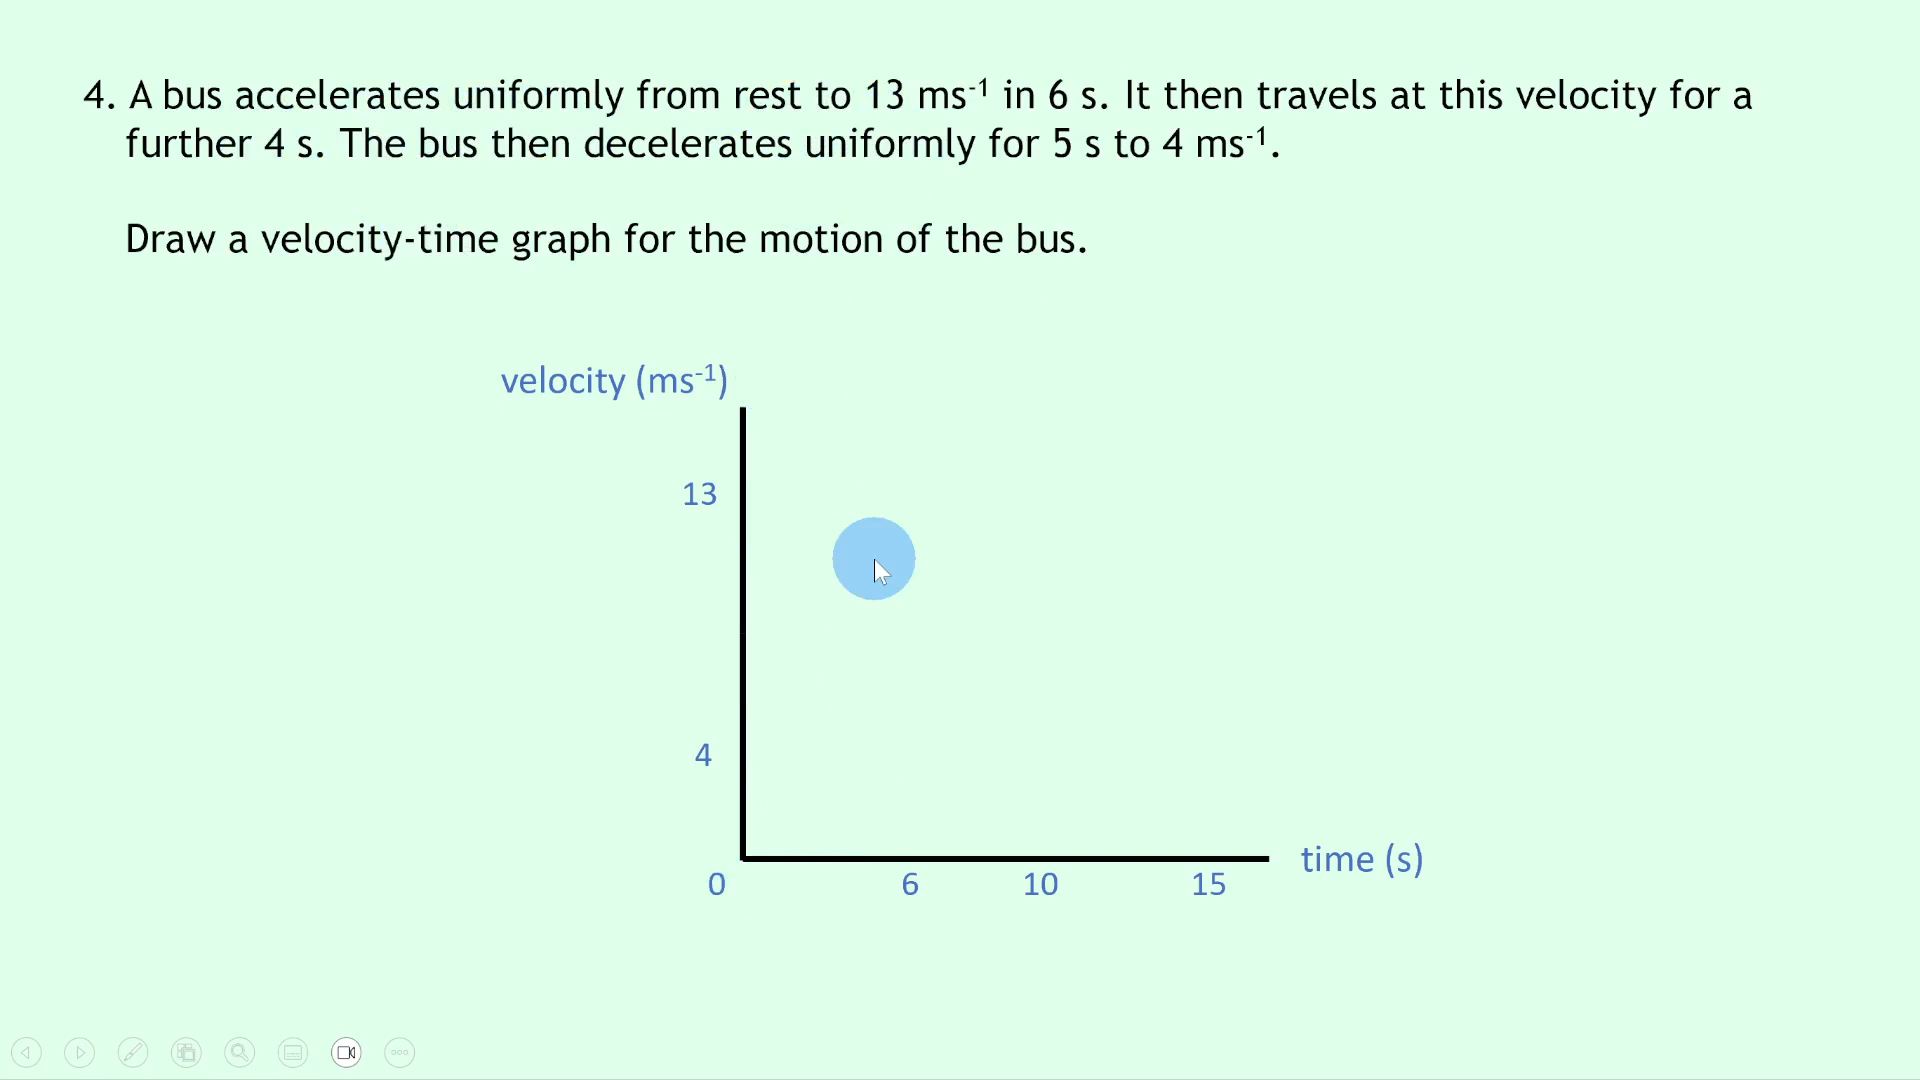 4. A bus accelerates uniformly from rest to 13 ms⁻¹ in 6 s. It then travels at this velocity for a
further 4 s. The bus then decelerates uniformly for 5 s to 4 ms⁻¹.
Draw a velocity-time graph for the motion of the bus.
velocity (ms⁻¹)
13
4
time (s)
0 6 10 15